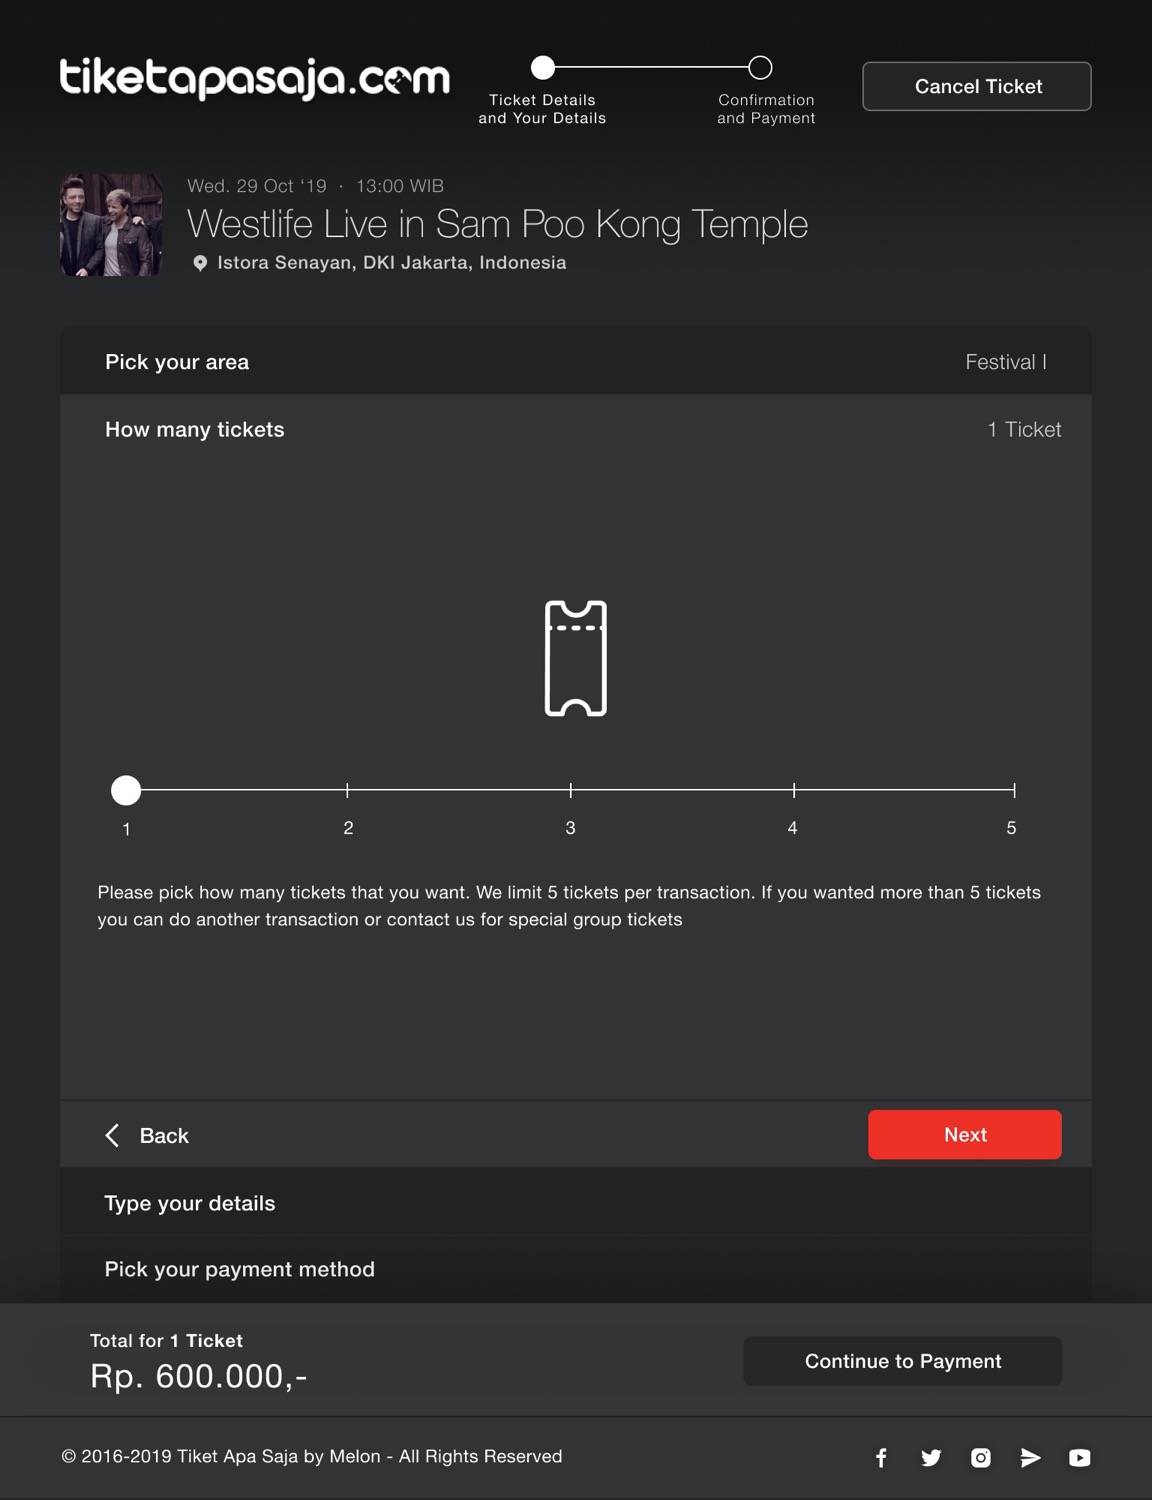 tiketapasaja.com
Ticket Details
and Your Details
Confirmation
and Payment
Cancel Ticket
Wed. 29 Oct ‘19 · 13:00 WIB
Westlife Live in Sam Poo Kong Temple
Istora Senayan, DKI Jakarta, Indonesia
Pick your area
Festival I
How many tickets
1 Ticket
1 2 3 4 5
Please pick how many tickets that you want. We limit 5 tickets per transaction. If you wanted more than 5 tickets
you can do another transaction or contact us for special group tickets
Back
Next
Type your details
Pick your payment method
Total for 1 Ticket
Rp. 600.000,-
Continue to Payment
© 2016-2019 Tiket Apa Saja by Melon - All Rights Reserved